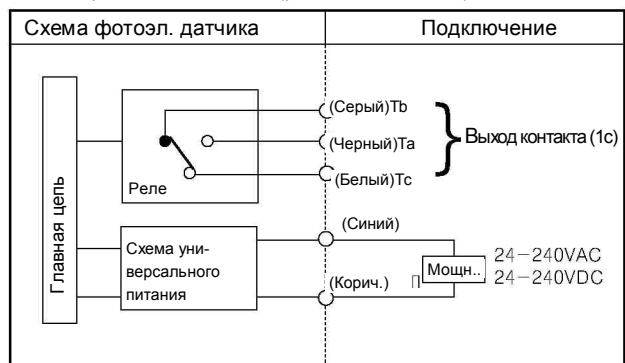 Схема фотоэл. датчика
Подключение
(Серый)Tb
(Черный)Ta
(Белый)Tc
Выход контакта (1c)
Реле
Главная цепь
(Синий)
Схема уни-
версального
питания
(Корич.)
П
Мощн..
24-240VAC
24-240VDC